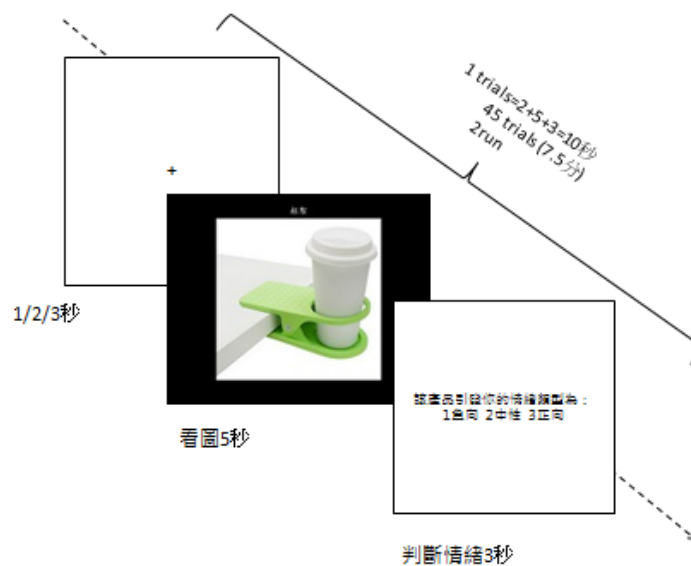 1 trials=2+5+3=10秒
45 trials (7.5分)
2run
+
1/2/3秒
看圖5秒
該產品引發你的情緒類型為：
1負向 2中性 3正向
判斷情緒3秒